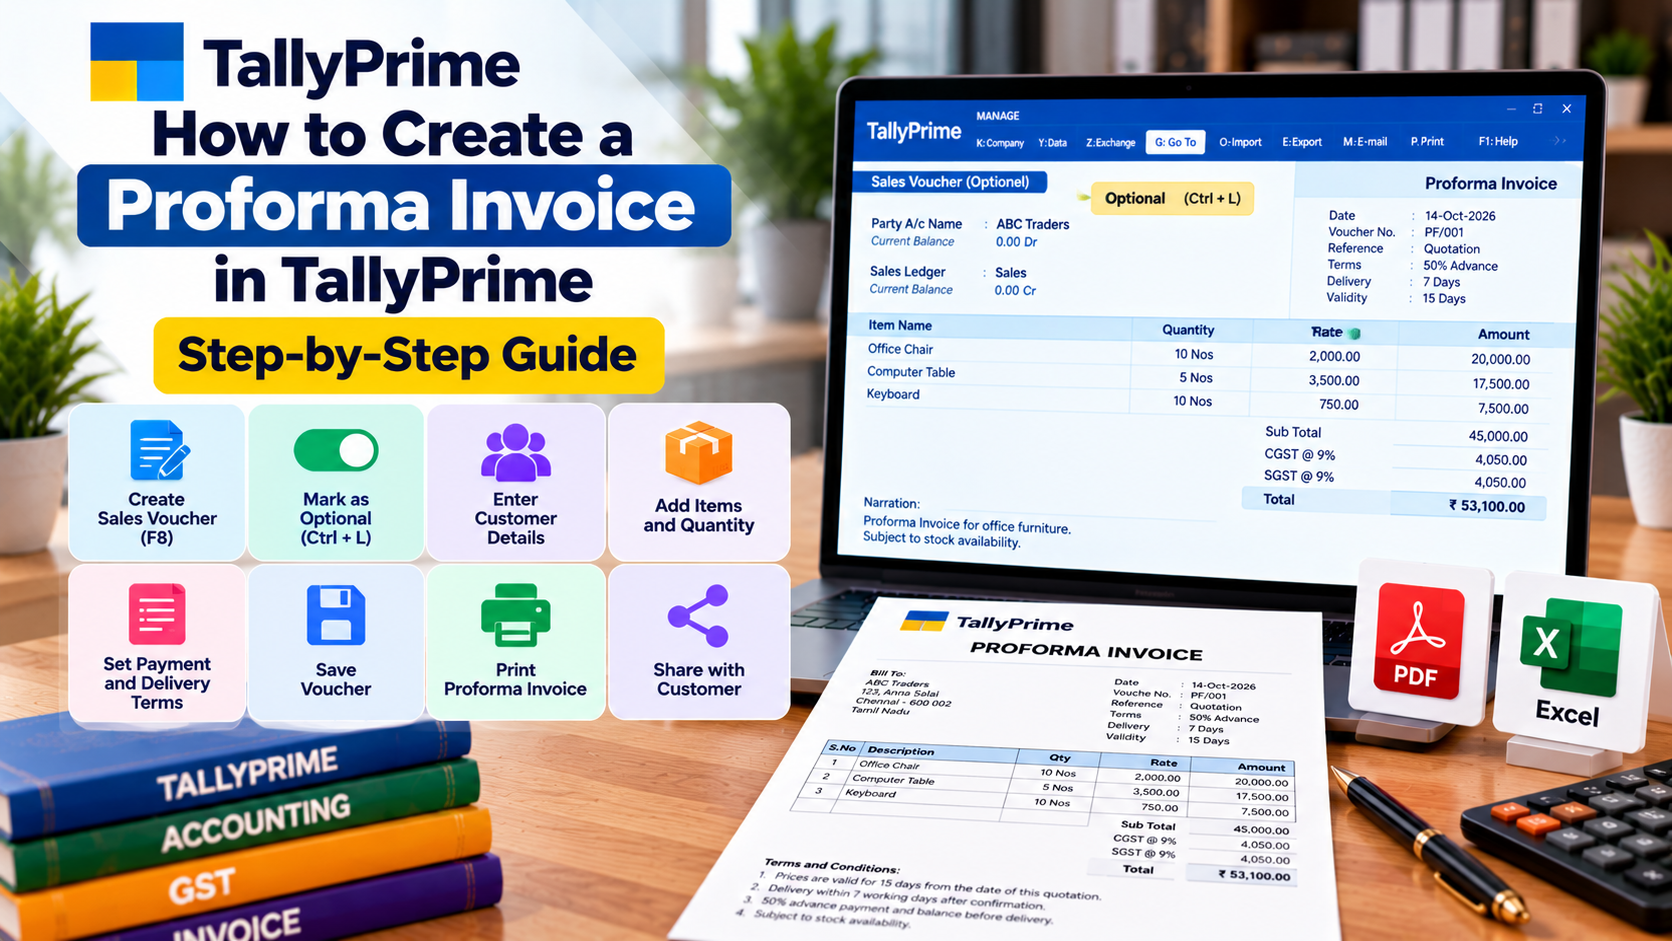 TallyPrime
How to Create a
Proforma Invoice
in TallyPrime
Step-by-Step Guide
Create
Sales Voucher
(F8)
Mark as
Optional
(Ctrl + L)
Enter
Customer
Details
Add Items
and Quantity
Set Payment
and Delivery
Terms
Save
Voucher
Print
Proforma Invoice
Share with
Customer
TALLYPRIME
ACCOUNTING
GST
INVOICE
TallyPrime
MANAGE
K: Company Y:Data Z:Exchange G: Go To O:Import E:Export M:E-mail P.Print F1: Help
Sales Voucher (Optionel)
Optional (Ctrl + L)
Proforma Invoice
Party A/c Name : ABC Traders
Current Balance 0.00 Dr
Sales Ledger : Sales
Current Balance 0.00 Cr
Date : 14-Oct-2026
Voucher No. : PF/001
Reference : Quotation
Terms : 50% Advance
Delivery : 7 Days
Validity : 15 Days
Item Name Quantity Rate Amount
Office Chair 10 Nos 2,000.00 20,000.00
Computer Table 5 Nos 3,500.00 17,500.00
Keyboard 10 Nos 750.00 7,500.00
Sub Total 45,000.00
CGST @ 9% 4,050.00
SGST @ 9% 4,050.00
Total ₹ 53,100.00
Narration:
Proforma Invoice for office furniture.
Subject to stock availability.
TallyPrime
PROFORMA INVOICE
Bill To:
ABC Traders
123, Anna Salai
Chennai - 600 002
Tamil Nadu
Date : 14-Oct-2026
Vouche No. : PF/001
Reference : Quotation
Terms : 50% Advance
Delivery : 7 Days
Validity : 15 Days
S.No Description Qty Rate Amount
1 Office Chair 10 Nos 2,000.00 20,000.00
2 Computer Table 5 Nos 3,500.00 17,500.00
3 Keyboard 10 Nos 750.00 7,500.00
Sub Total 45,000.00
CGST @ 9% 4,050.00
SGST @ 9% 4,050.00
Total ₹ 53,100.00
Terms and Conditions:
1. Prices are valid for 15 days from the date of this quotation.
2. Delivery within 7 working days after confirmation.
3. 50% advance payment and balance before delivery.
4. Subject to stock availability.
PDF
X
Excel